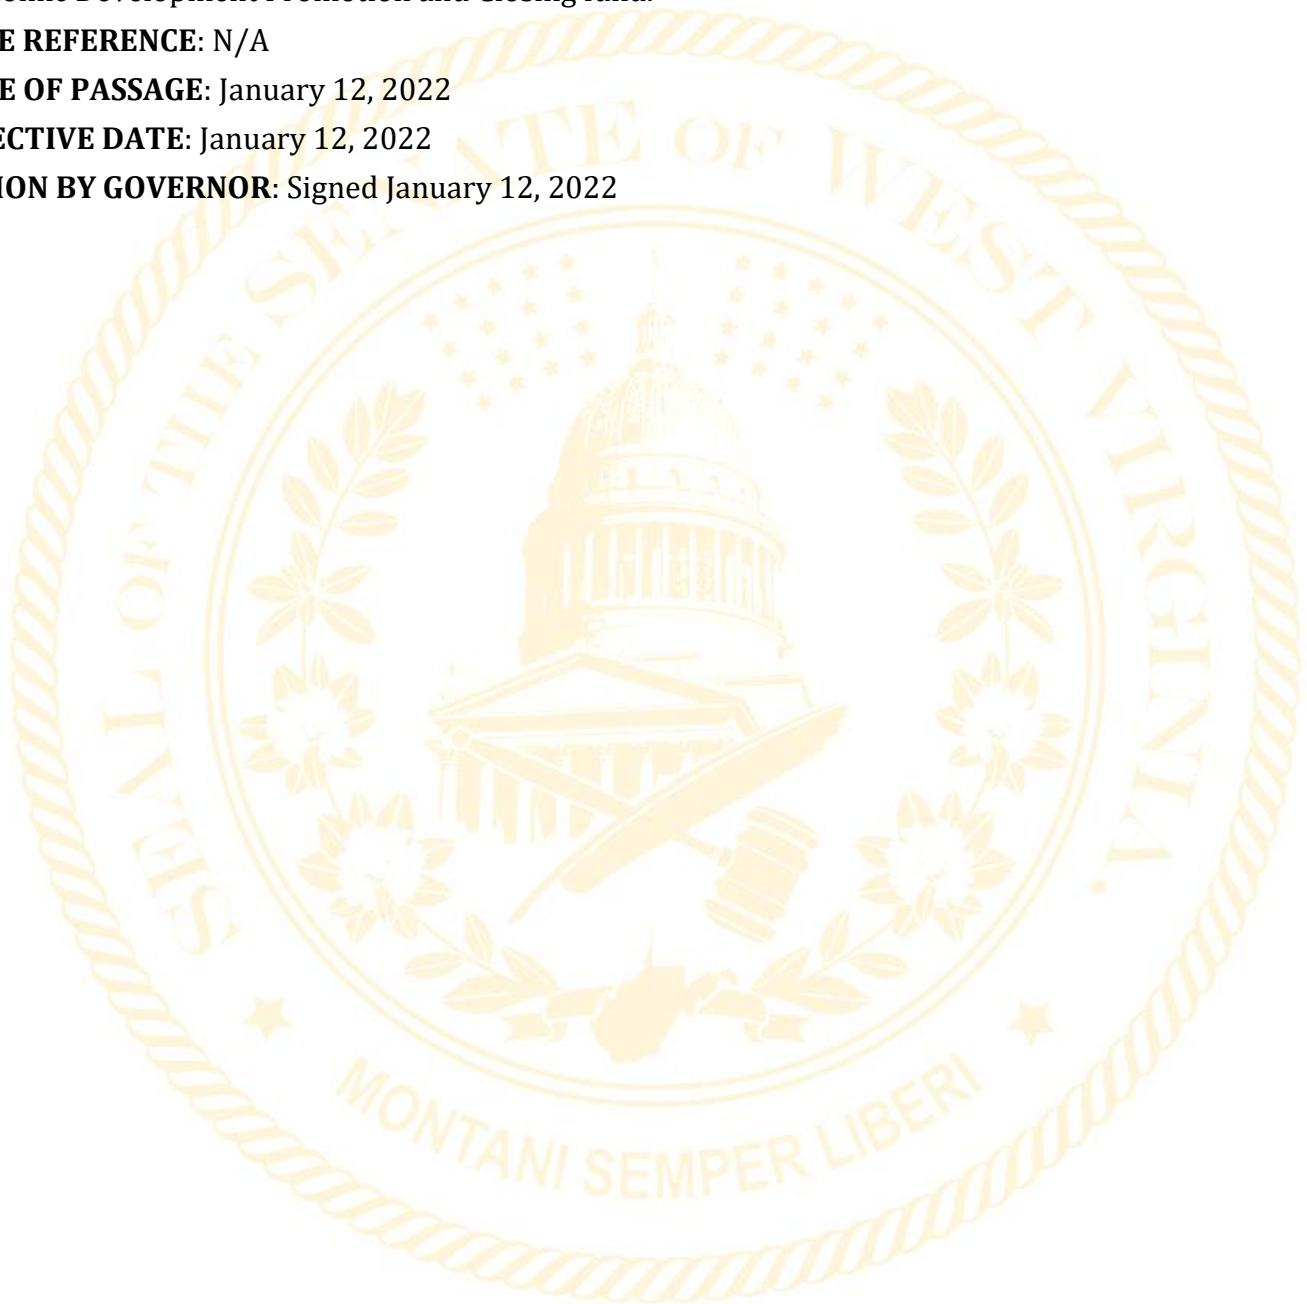 E REFERENCE: N/A
E OF PASSAGE: January 12, 2022
ECTIVE DATE: January 12, 2022
ION BY GOVERNOR: Signed January 12, 2022
SEAL OF THE SENATE OF WEST VIRGINIA
MONTANI SEMPER LIBERI